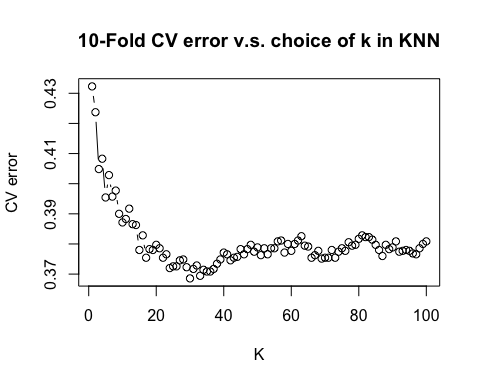 10-Fold CV error v.s. choice of k in KNN
CV error
0.43
0.41
0.39
0.37
0 20 40 60 80 100
K